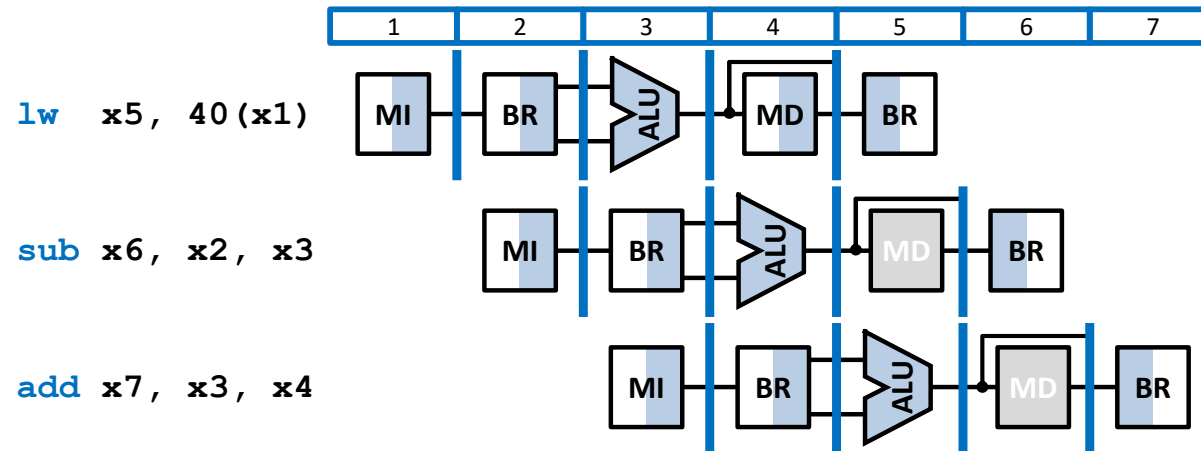 1 2 3 4 5 6 7
lw x5, 40(x1) MI BR ALU MD BR
sub x6, x2, x3 MI BR ALU MD BR
add x7, x3, x4 MI BR ALU MD BR